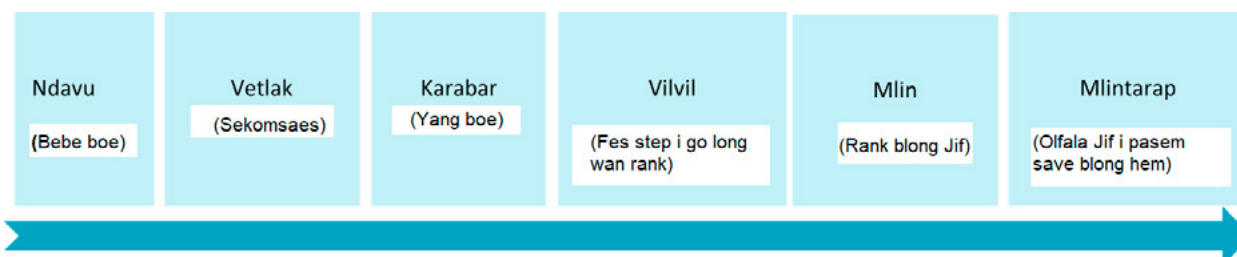 Ndavu
(Bebe boe)
Vetlak
(Sekomsaes)
Karabar
(Yang boe)
Vilvil
(Fes step i go long
wan rank)
Mlin
(Rank blong Jif)
Mlintarap
(Olfala Jif i pasem
save blong hem)